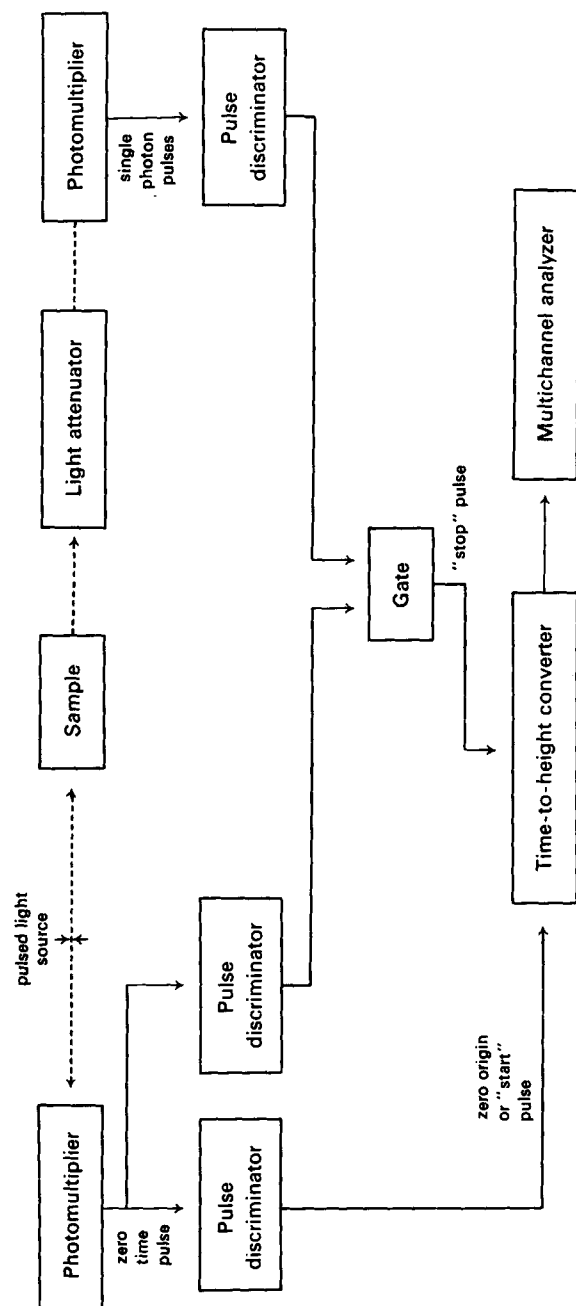 Photomultiplier
zero
time
pulse
Pulse
discriminator
Pulse
discriminator
pulsed light
source
Sample
Light attenuator
Photomultiplier
single
photon
pulses
Pulse
discriminator
Gate
"stop" pulse
zero origin
or "start"
pulse
Time-to-height converter
Multichannel analyzer